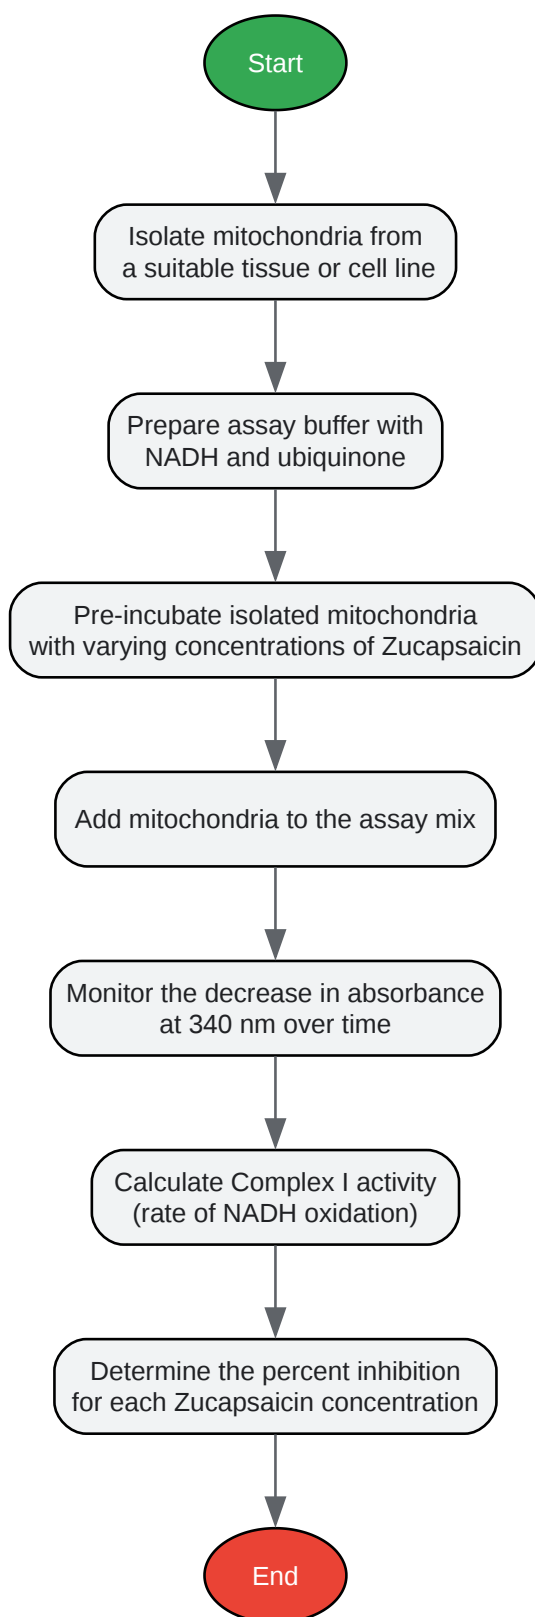 Start
Isolate mitochondria from
a suitable tissue or cell line
Prepare assay buffer with
NADH and ubiquinone
Pre-incubate isolated mitochondria
with varying concentrations of Zucapsaicin
Add mitochondria to the assay mix
Monitor the decrease in absorbance
at 340 nm over time
Calculate Complex I activity
(rate of NADH oxidation)
Determine the percent inhibition
for each Zucapsaicin concentration
End